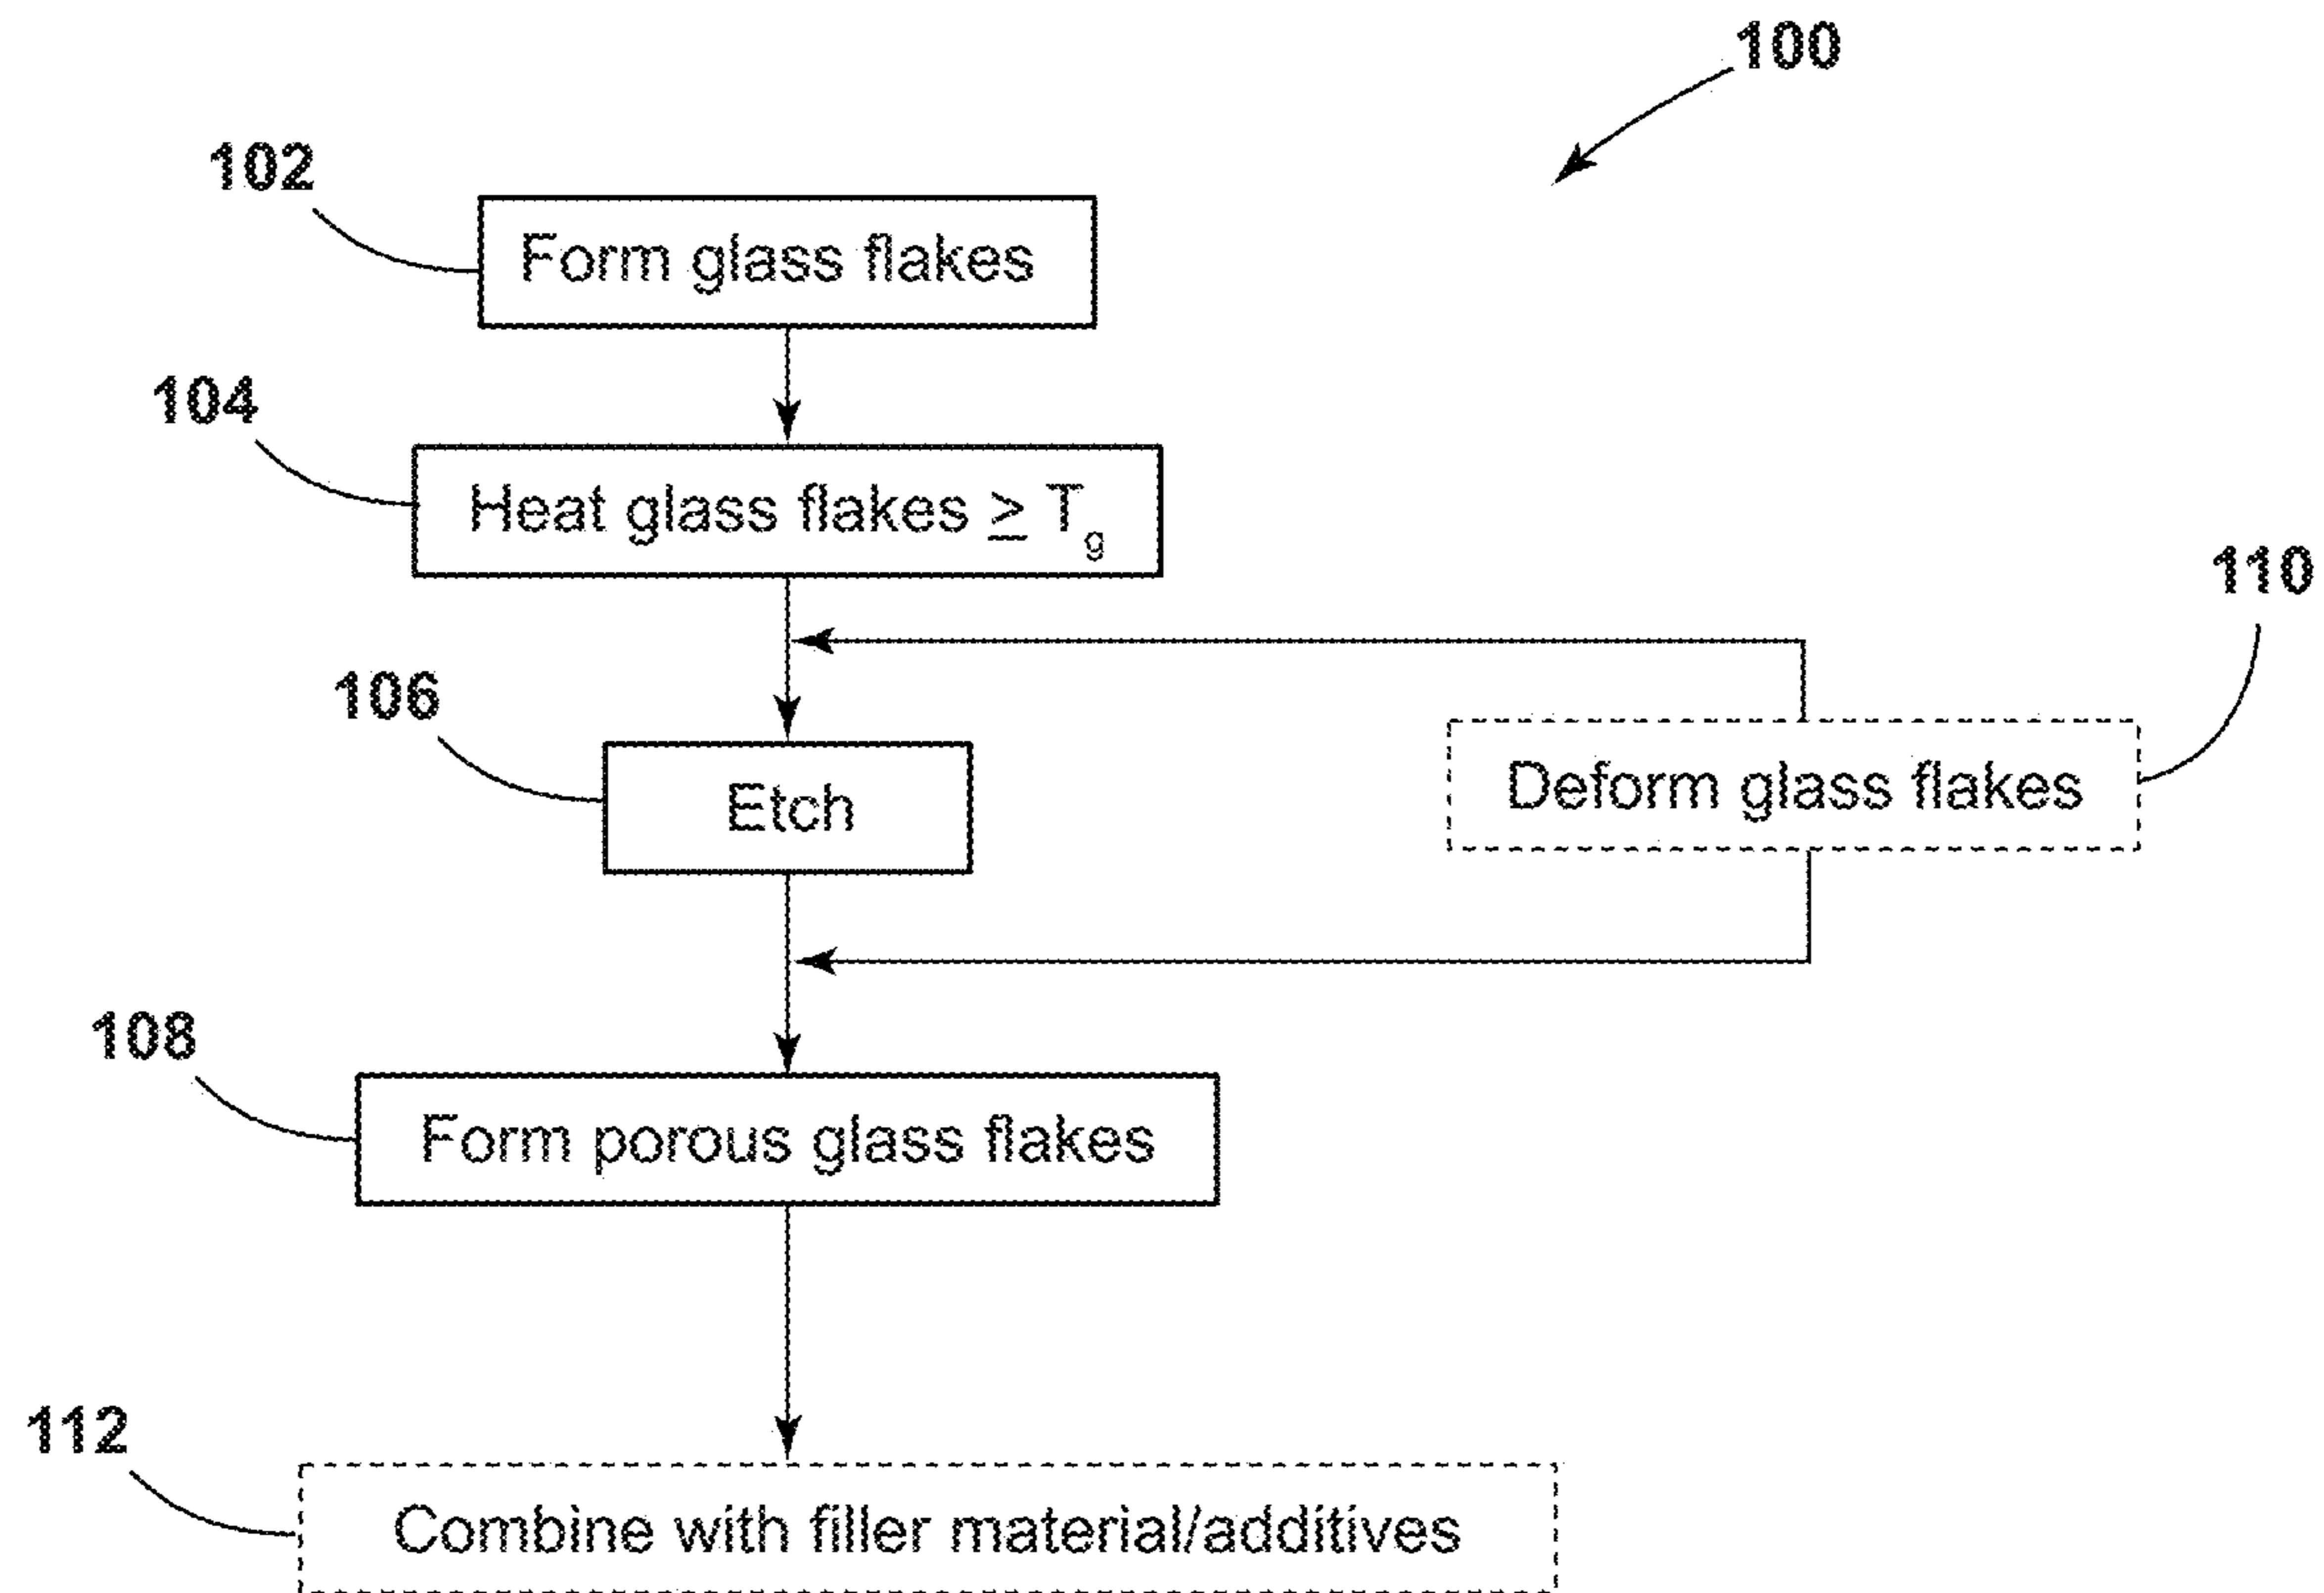 100
102
Form glass flakes
104
Heat glass flakes ≥ Tg
110
106
Deform glass flakes
Etch
108
Form porous glass flakes
112
Combine with filler material/additives